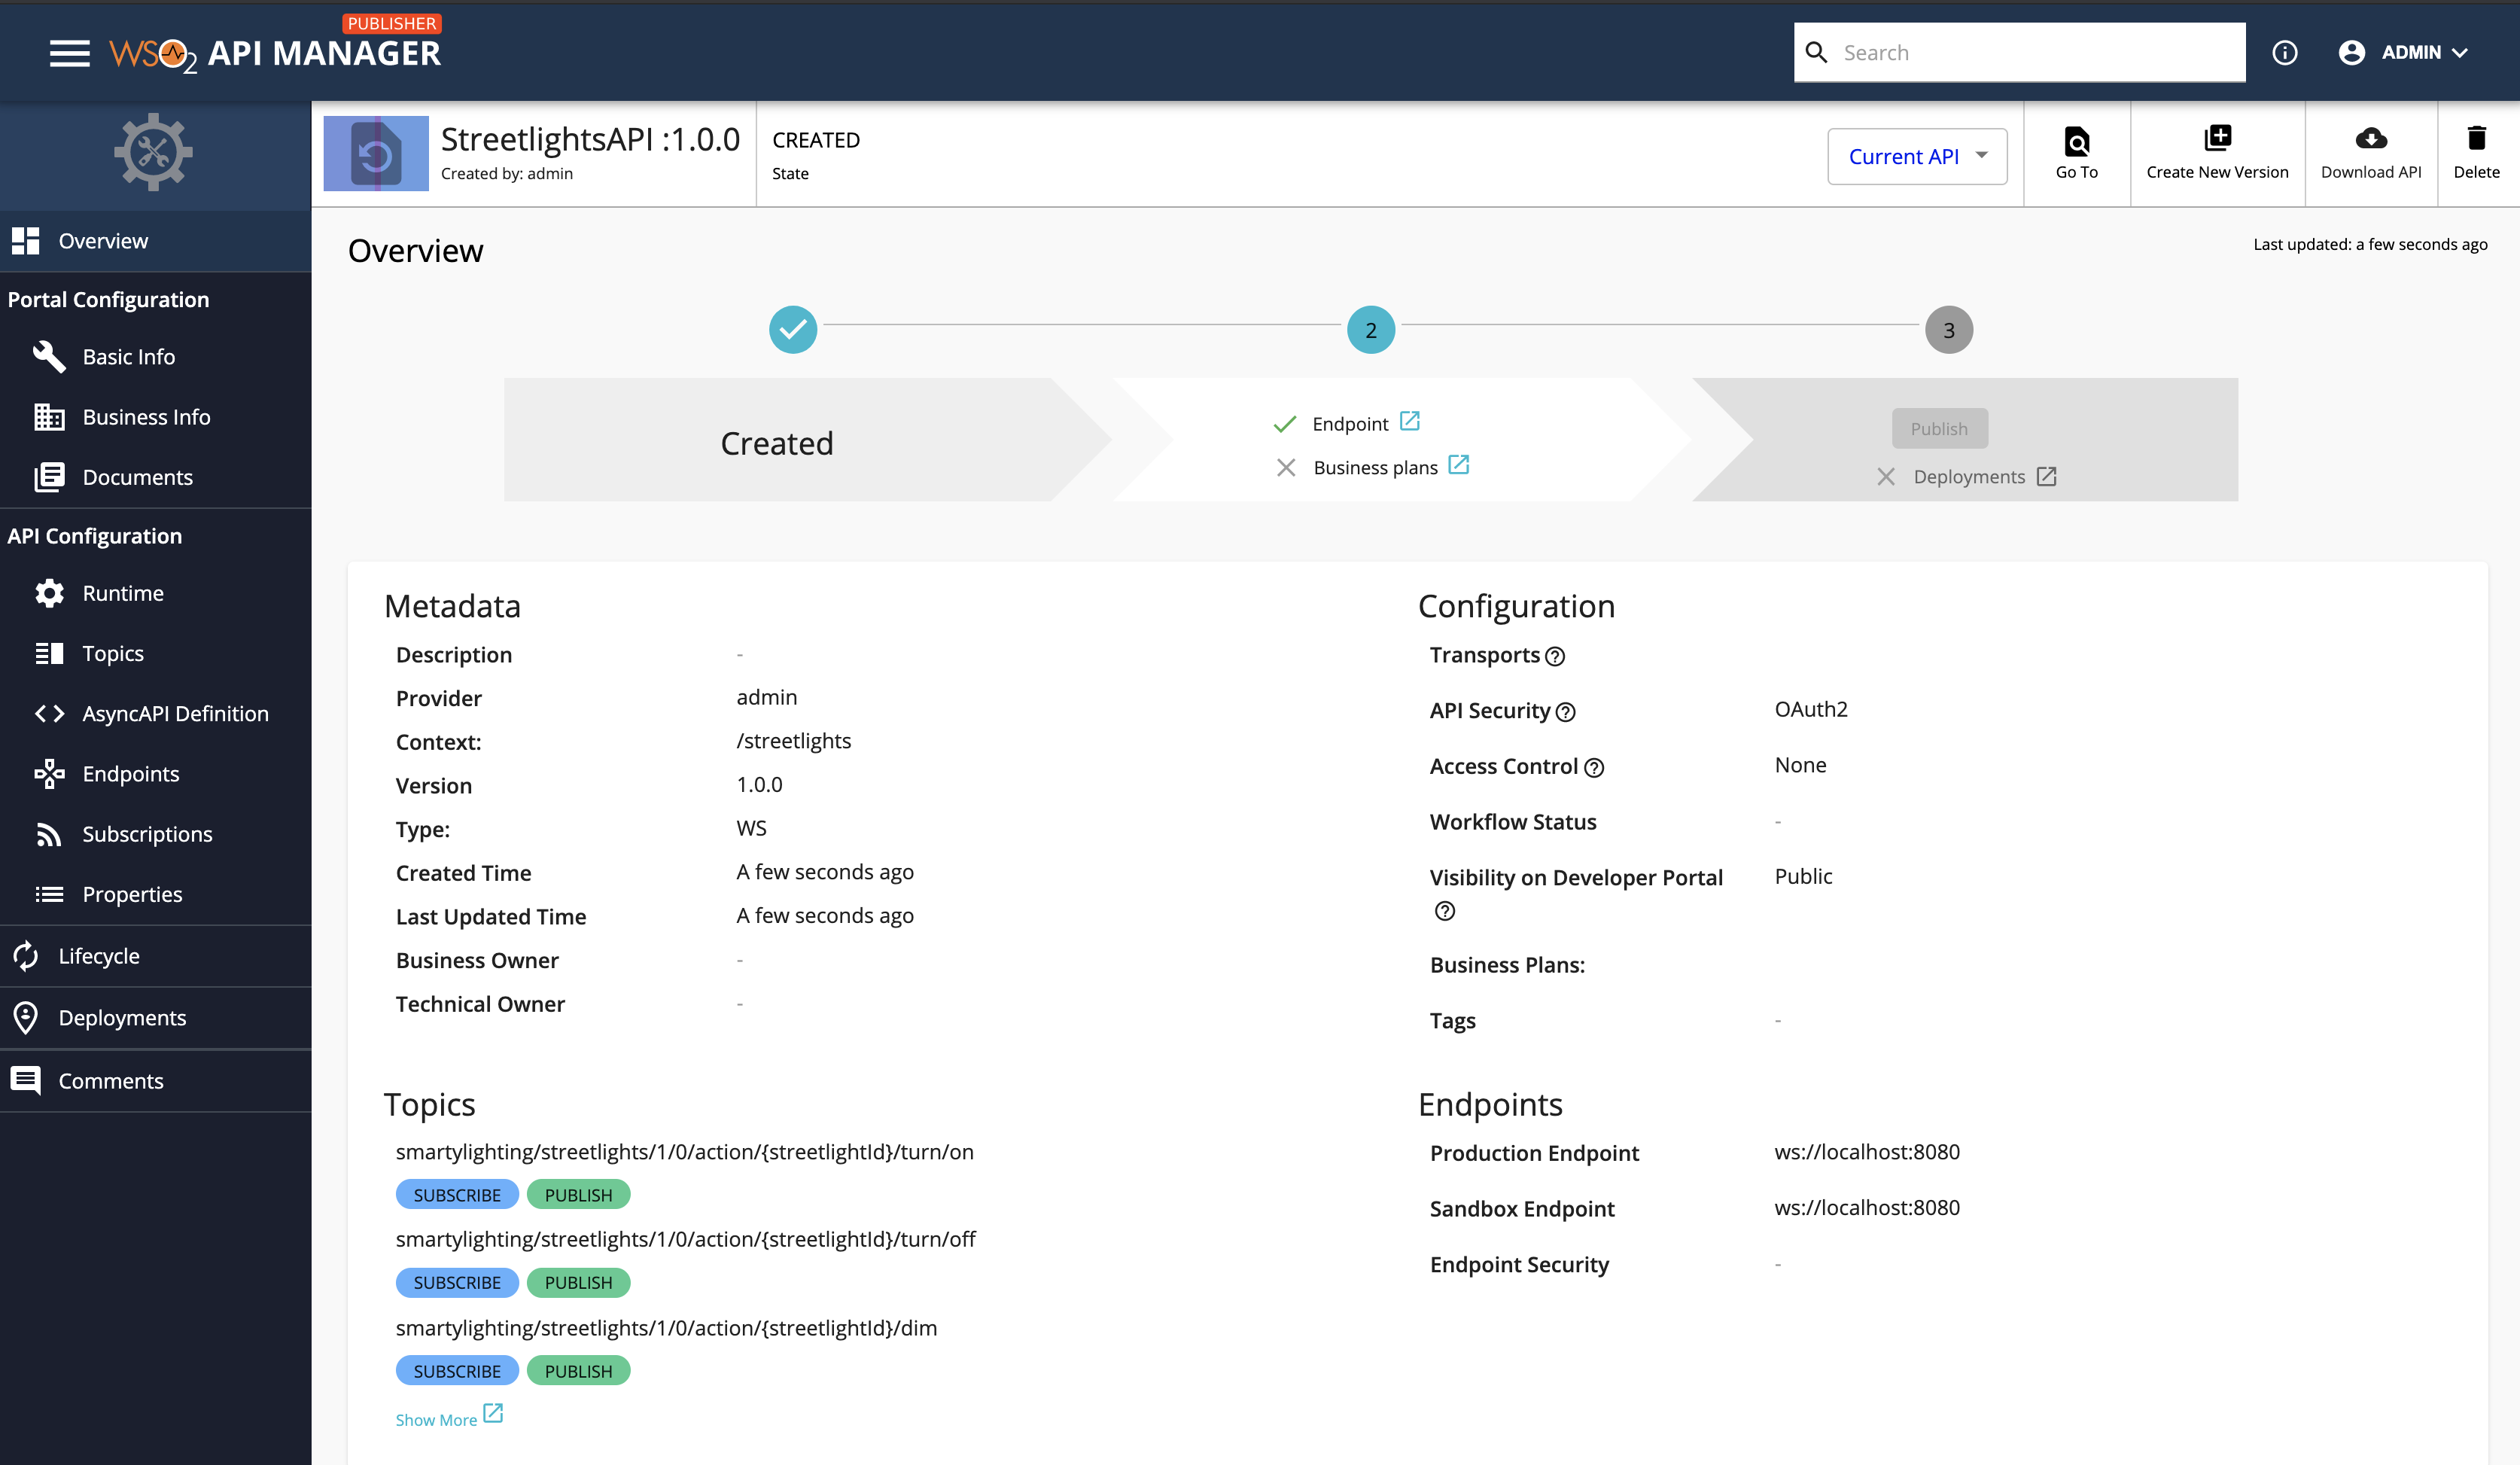 PUBLISHER
WSO2 API MANAGER
Search
ADMIN
StreetlightsAPI :1.0.0
Created by: admin
CREATED
State
Current API
Go To
Create New Version
Download API
Delete
Overview
Portal Configuration
Basic Info
Business Info
Documents
API Configuration
Runtime
Topics
AsyncAPI Definition
Endpoints
Subscriptions
Properties
Lifecycle
Deployments
Comments
Overview
Last updated: a few seconds ago
2
3
Created
Endpoint
Business plans
Publish
Deployments
Metadata
Description -
Provider admin
Context: /streetlights
Version 1.0.0
Type: WS
Created Time A few seconds ago
Last Updated Time A few seconds ago
Business Owner -
Technical Owner -
Configuration
Transports
API Security OAuth2
Access Control None
Workflow Status -
Visibility on Developer Portal Public
Business Plans:
Tags -
Topics
smartylighting/streetlights/1/0/action/{streetlightId}/turn/on
SUBSCRIBE PUBLISH
smartylighting/streetlights/1/0/action/{streetlightId}/turn/off
SUBSCRIBE PUBLISH
smartylighting/streetlights/1/0/action/{streetlightId}/dim
SUBSCRIBE PUBLISH
Show More
Endpoints
Production Endpoint ws://localhost:8080
Sandbox Endpoint ws://localhost:8080
Endpoint Security -